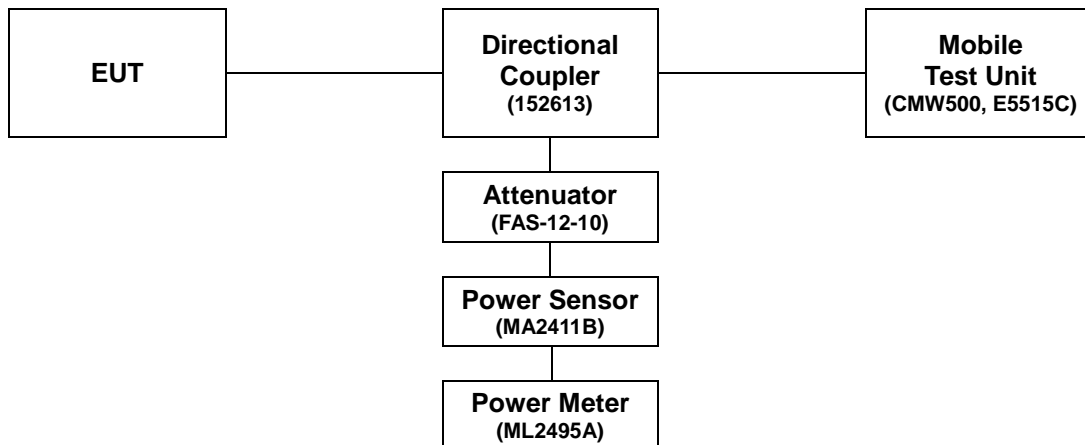 EUT
Directional
Coupler
(152613)
Mobile
Test Unit
(CMW500, E5515C)
Attenuator
(FAS-12-10)
Power Sensor
(MA2411B)
Power Meter
(ML2495A)